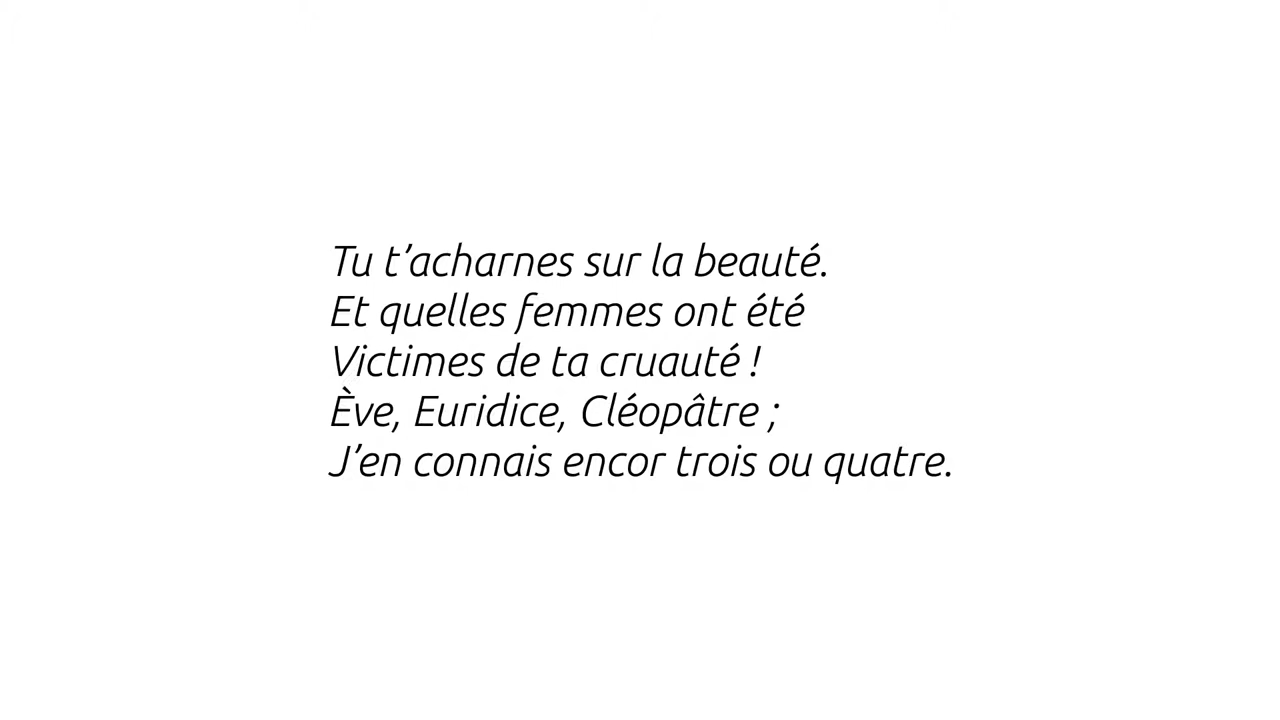 Tu t’acharnes sur la beauté.
Et quelles femmes ont été
Victimes de ta cruauté !
Ève, Euridice, Cléopâtre ;
J’en connais encor trois ou quatre.